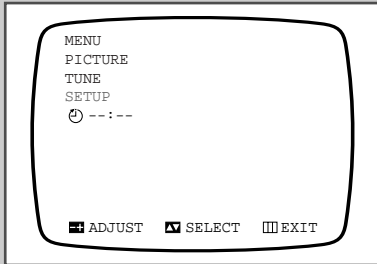 MENU
PICTURE
TUNE
SETUP
--:--
-+ ADJUST ▲▼ SELECT EXIT